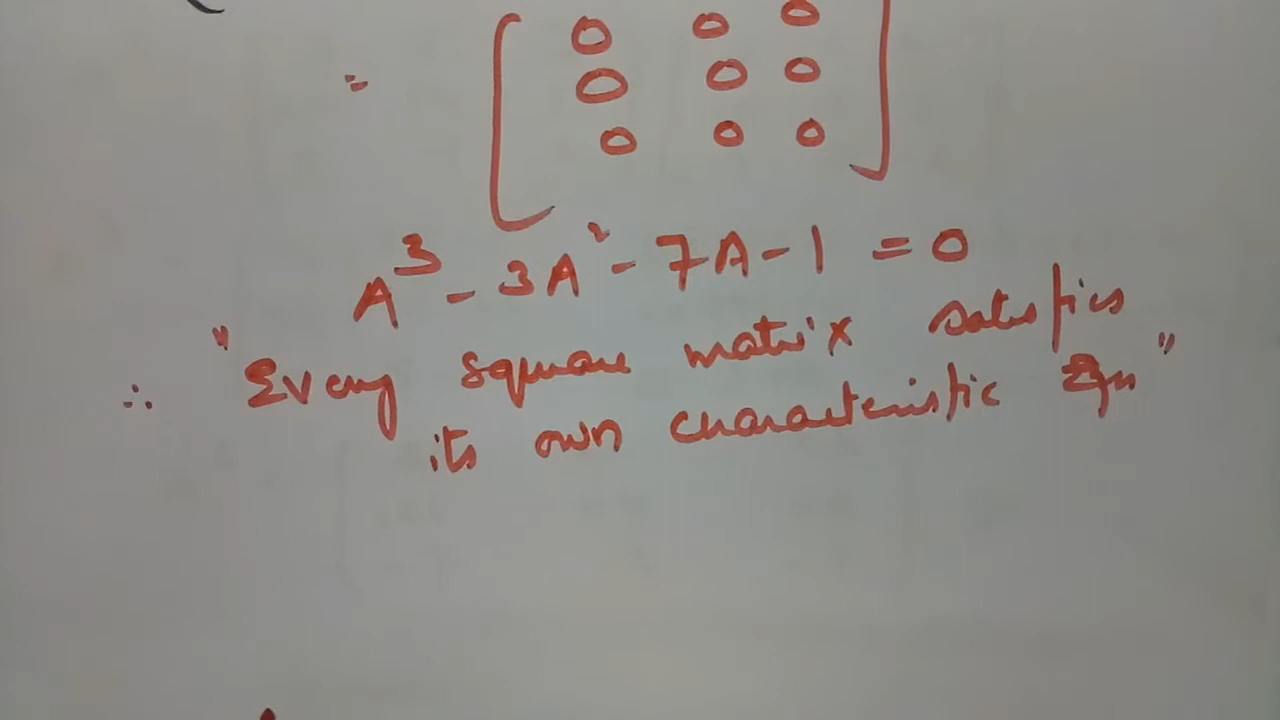 = [ 0 0 0
0 0 0
0 0 0 ]
A³ - 3A² - 7A - 1 = 0
∴ "Every square matrix satisfies
its own characteristic Eqn"